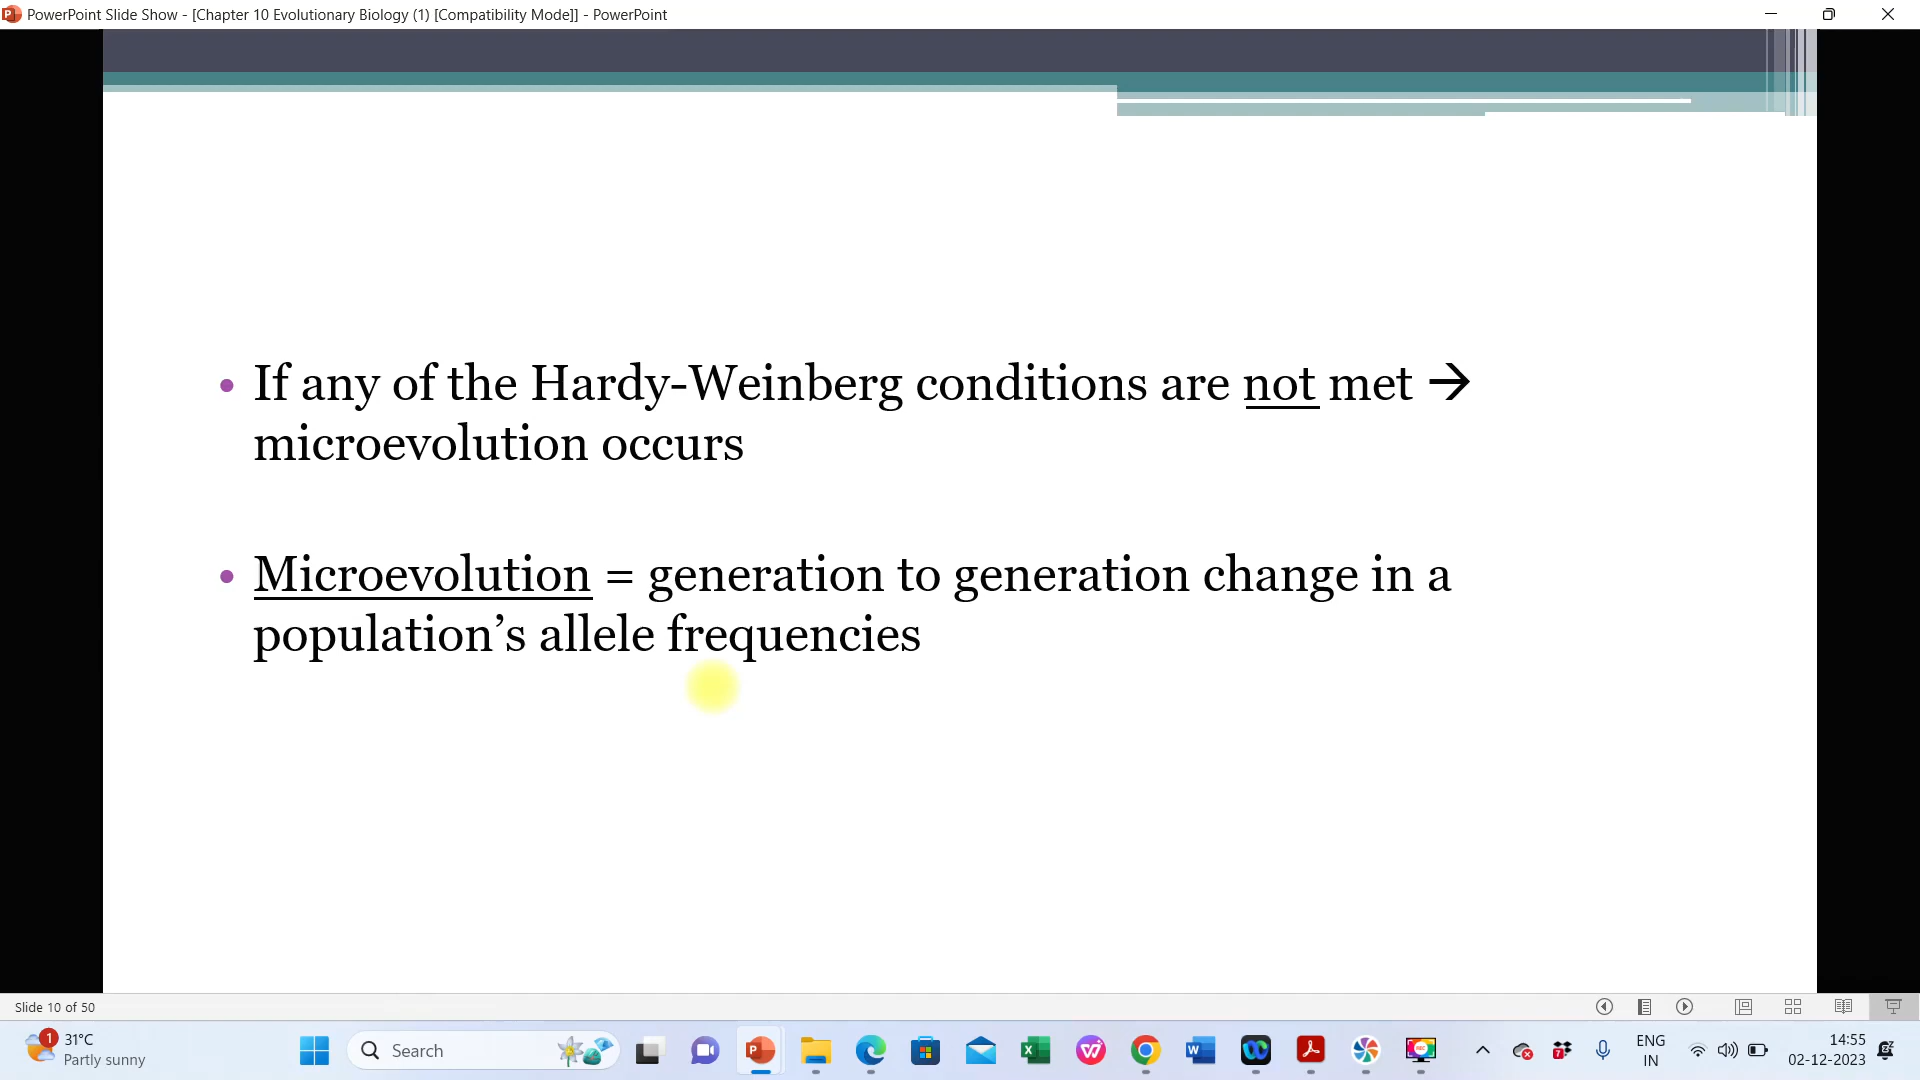 PowerPoint Slide Show - [Chapter 10 Evolutionary Biology (1) [Compatibility Mode]] - PowerPoint
• If any of the Hardy-Weinberg conditions are not met →
microevolution occurs
• Microevolution = generation to generation change in a
population’s allele frequencies
Slide 10 of 50
1
31°C
Partly sunny
Search
7
ENG
IN
14:55
02-12-2023